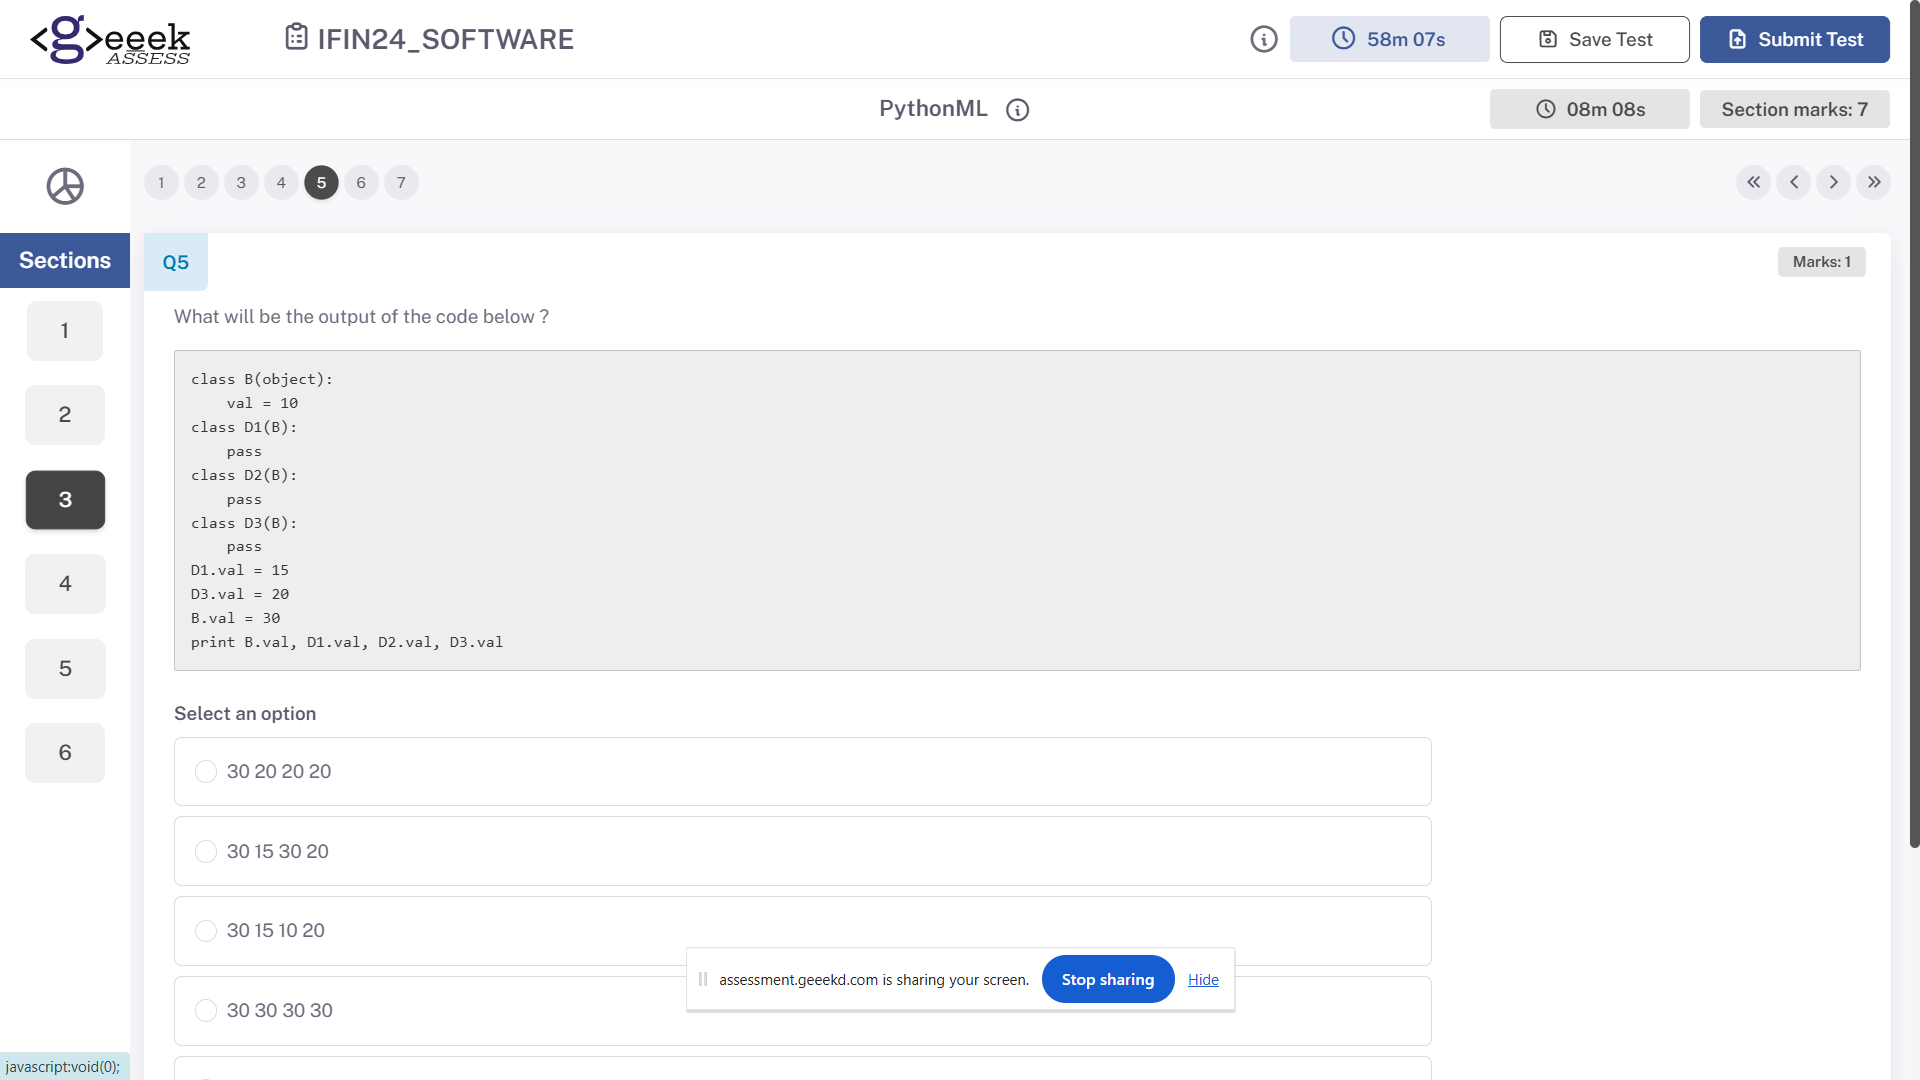 <g>eeek
ASSESS
IFIN24_SOFTWARE
58m 07s
Save Test
Submit Test
PythonML
08m 08s
Section marks: 7
1 2 3 4 5 6 7
Sections
1
2
3
4
5
6
Q5
Marks: 1
What will be the output of the code below ?
class B(object):
    val = 10
class D1(B):
    pass
class D2(B):
    pass
class D3(B):
    pass
D1.val = 15
D3.val = 20
B.val = 30
print B.val, D1.val, D2.val, D3.val
Select an option
30 20 20 20
30 15 30 20
30 15 10 20
30 30 30 30
assessment.geeekd.com is sharing your screen.
Stop sharing
Hide
javascript:void(0);